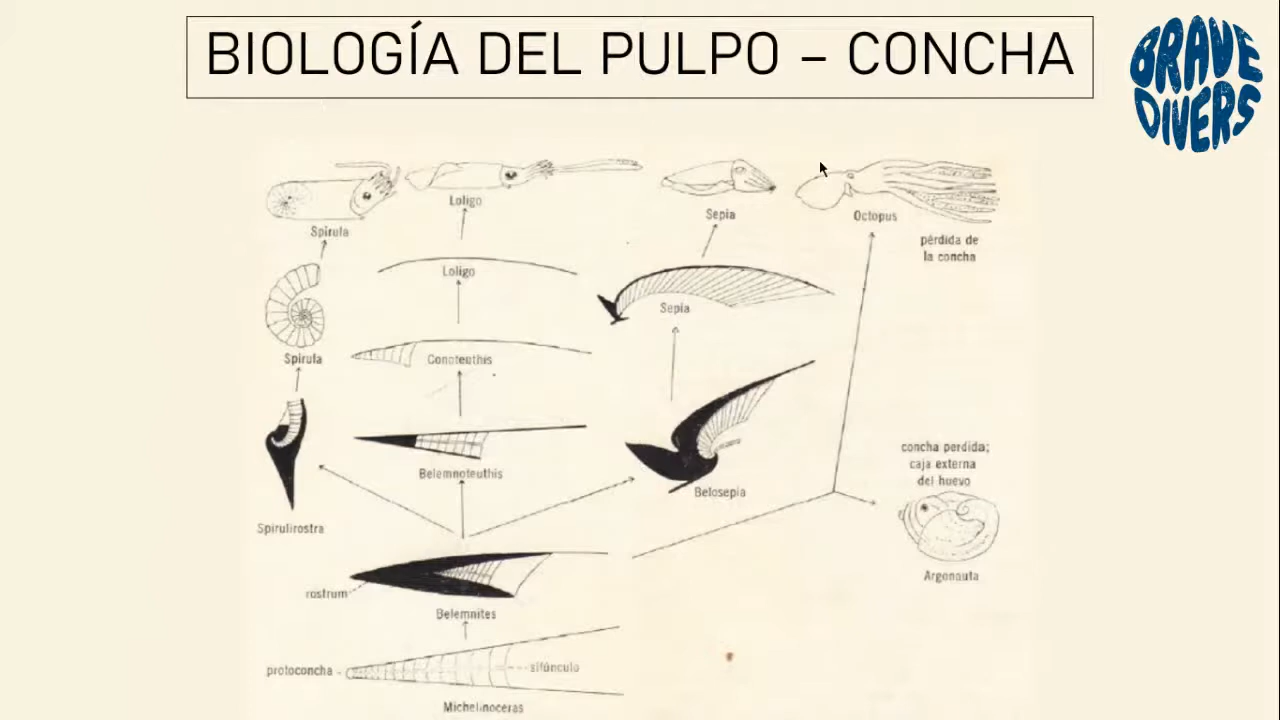 BIOLOGÍA DEL PULPO – CONCHA
BRAVE
DIVERS
Spirula
Loligo
Sepia
Octopus
pérdida de
la concha
Loligo
Sepia
Spirula
Conoteuthis
Belemnoteuthis
Belosepia
concha perdida;
caja externa
del huevo
Spirulirostra
Argonauta
rostrum
Belemnites
protoconcha
sifúnculo
Michelinoceras